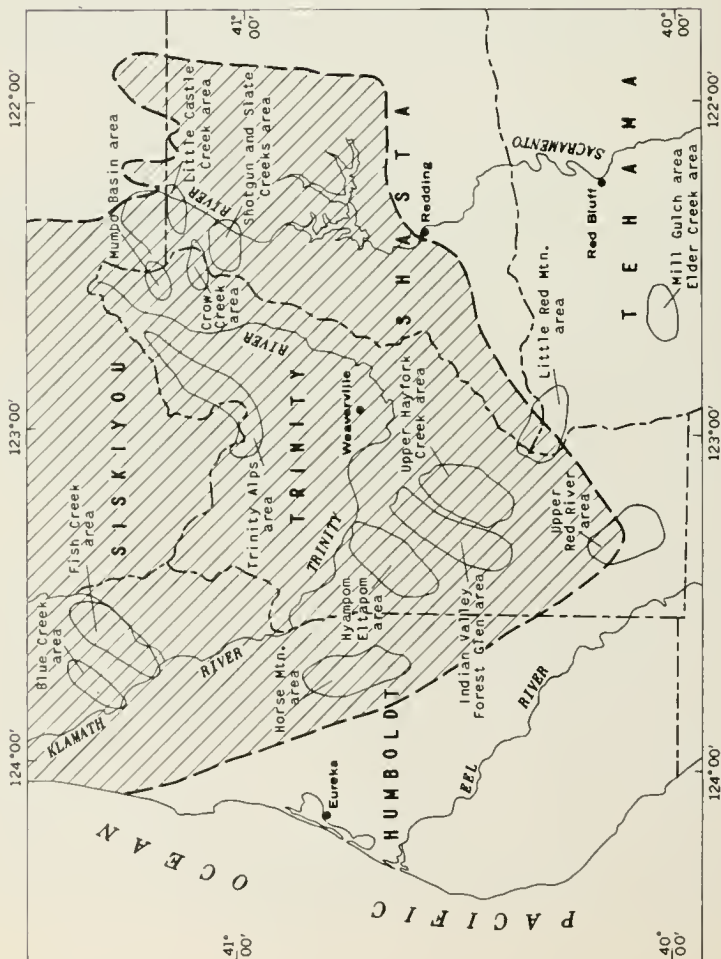 124°00'
123°00'
122°00'
41°
00'
41°
00'
Blue Creek
area
Fish Creek
area
Mumbo Basin area
Little Castle
Creek area
Shotgun and Slate
Creeks area
KLAMATH
RIVER
SISKIYOU
RIVER
Crow
Creek
area
RIVER
Trinity Alps
area
TRINITY
TRINITY
Weaverville
SHASTA
Redding
Horse Mtn.
area
Hyampom
Eltapom
area
Upper Hayfork
Creek area
Eureka
HUMBOLDT
Indian Valley
Forest Glen area
EEL
RIVER
Upper
Red River
area
Little Red Mtn.
area
SACRAMENTO
Red Bluff
TEHAMA
Mill Gulch area
Elder Creek area
PACIFIC
OCEAN
40°
00'
40°
00'
124°00'
123°00'
122°00'